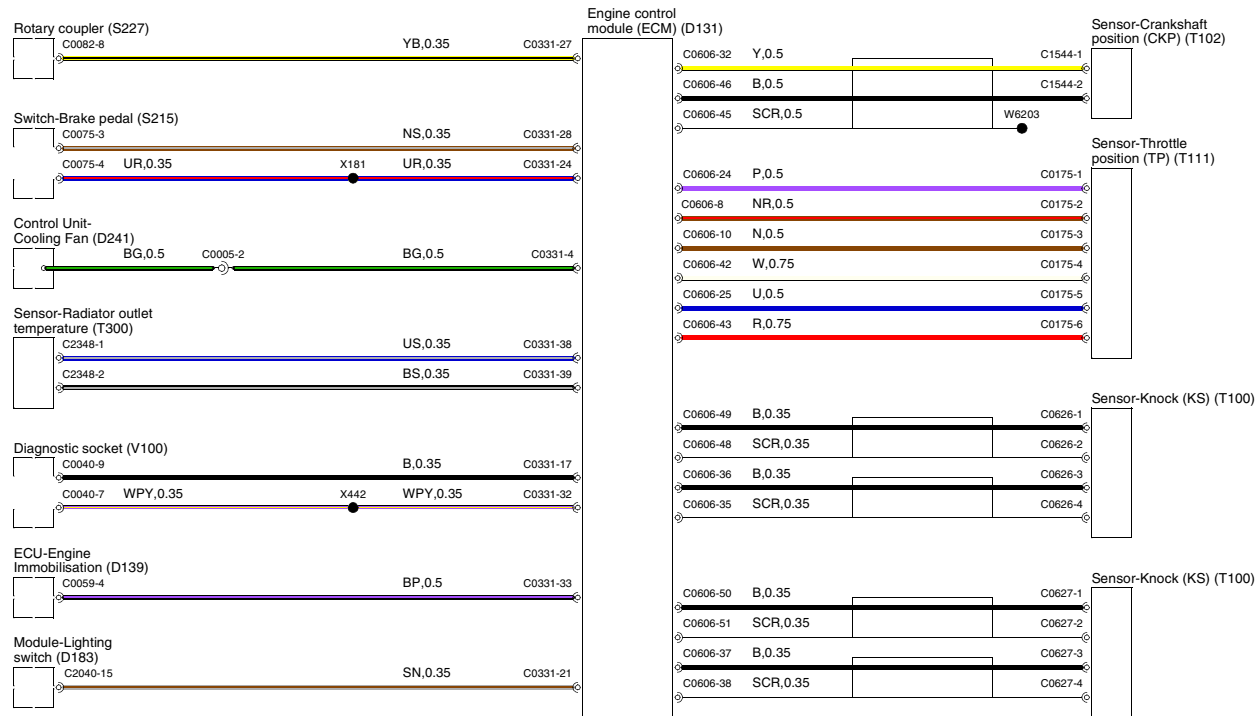 Rotary coupler (S227)
C0082-8 YB,0.35 C0331-27
Switch-Brake pedal (S215)
C0075-3 NS,0.35 C0331-28
C0075-4 UR,0.35 X181 UR,0.35 C0331-24
Control Unit-
Cooling Fan (D241)
BG,0.5 C0005-2 BG,0.5 C0331-4
Sensor-Radiator outlet
temperature (T300)
C2348-1 US,0.35 C0331-38
C2348-2 BS,0.35 C0331-39
Diagnostic socket (V100)
C0040-9 B,0.35 C0331-17
C0040-7 WPY,0.35 X442 WPY,0.35 C0331-32
ECU-Engine
Immobilisation (D139)
C0059-4 BP,0.5 C0331-33
Module-Lighting
switch (D183)
C2040-15 SN,0.35 C0331-21
Engine control
module (ECM) (D131)
Sensor-Crankshaft
position (CKP) (T102)
C0606-32 Y,0.5 C1544-1
C0606-46 B,0.5 C1544-2
C0606-45 SCR,0.5 W6203
Sensor-Throttle
position (TP) (T111)
C0606-24 P,0.5 C0175-1
C0606-8 NR,0.5 C0175-2
C0606-10 N,0.5 C0175-3
C0606-42 W,0.75 C0175-4
C0606-25 U,0.5 C0175-5
C0606-43 R,0.75 C0175-6
Sensor-Knock (KS) (T100)
C0606-49 B,0.35 C0626-1
C0606-48 SCR,0.35 C0626-2
C0606-36 B,0.35 C0626-3
C0606-35 SCR,0.35 C0626-4
Sensor-Knock (KS) (T100)
C0606-50 B,0.35 C0627-1
C0606-51 SCR,0.35 C0627-2
C0606-37 B,0.35 C0627-3
C0606-38 SCR,0.35 C0627-4